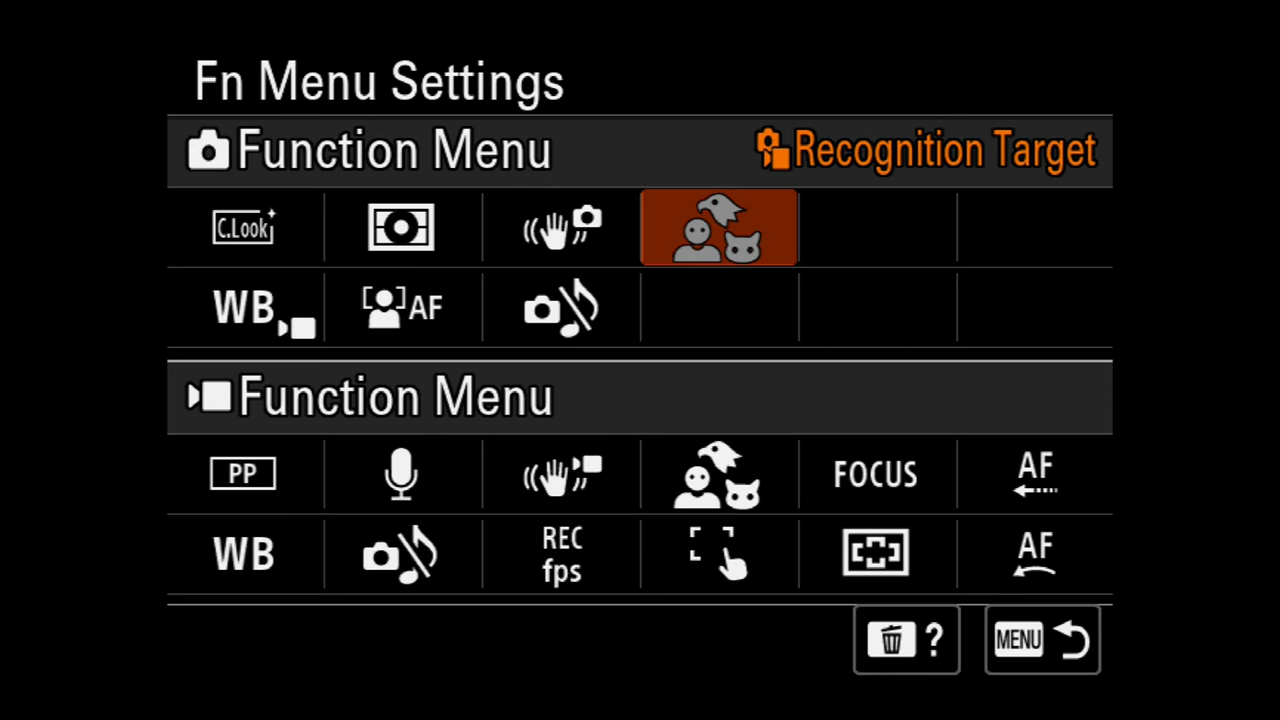 Fn Menu Settings
Function Menu Recognition Target
C.Look
WB AF
Function Menu
PP FOCUS AF
WB REC fps AF
? MENU